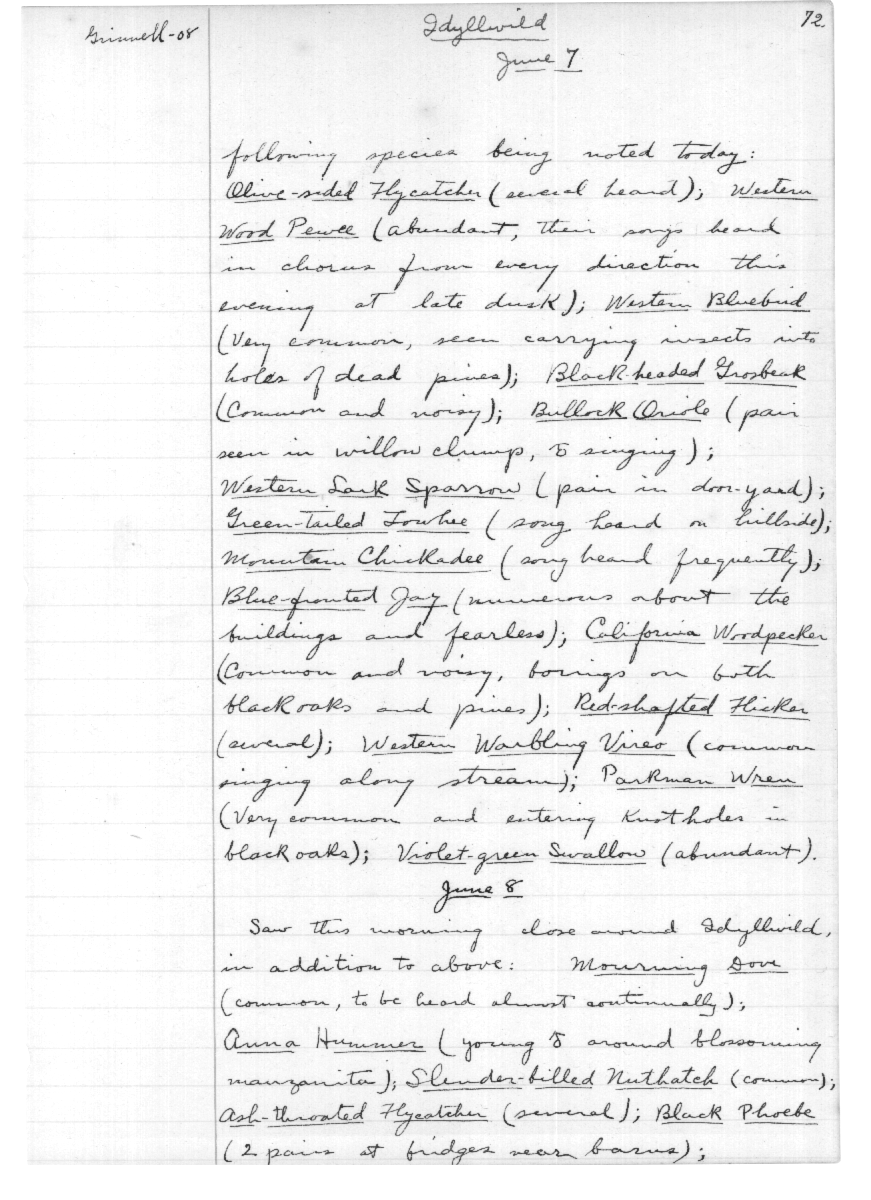 Grinnell-08
Idyllwild
72
June 7
following species being noted today:
Olive-sided Flycatcher (several heard); Western
Wood Pewee (abundant, their songs heard
in chorus from every direction this
evening at late dusk); Western Bluebird
(Very common, seen carrying insects into
holes of dead pines); Black-headed Grosbeak
(Common and noisy); Bullock Oriole (pair
seen in willow clump, ♂ singing);
Western Lark Sparrow (pair in door-yard);
Green-tailed Towhee (song heard on hillside);
Mountain Chickadee (song heard frequently);
Blue-fronted Jay (numerous about the
buildings and fearless); California Woodpecker
(Common and noisy, borings on both
black oaks and pines); Red-shafted Flicker
(several); Western Warbling Vireo (common
singing along stream); Parkman Wren
(Very common and entering Knot holes in
black oaks); Violet-green Swallow (abundant).
June 8
Saw this morning close around Idyllwild,
in addition to above: Mourning Dove
(common, to be heard almost continually);
Anna Hummer (young ♂ around blossoming
manzanita); Slender-billed Nuthatch (common);
Ash-throated Flycatcher (several); Black Phoebe
(2 pairs at bridges near barns);